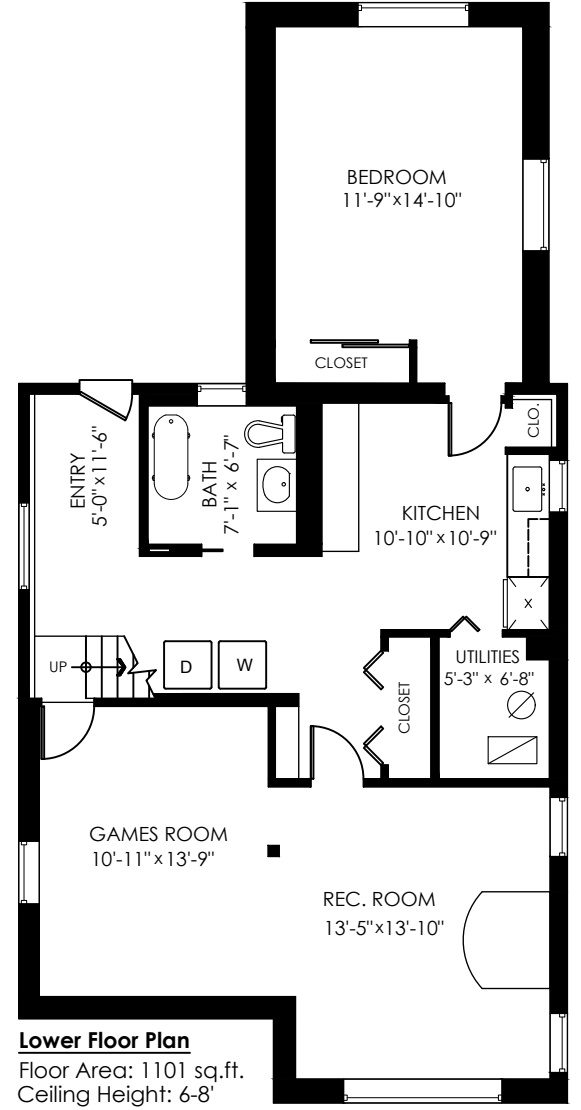 BEDROOM
11'-9"x14'-10"
CLOSET
CLO.
ENTRY
5'-0"x11'-6"
BATH
7'-1" x 6'-7"
KITCHEN
10'-10"x10'-9"
X
UP
D
W
CLOSET
UTILITIES
5'-3" x 6'-8"
GAMES ROOM
10'-11"x13'-9"
REC. ROOM
13'-5"x13'-10"
Lower Floor Plan
Floor Area: 1101 sq.ft.
Ceiling Height: 6-8'